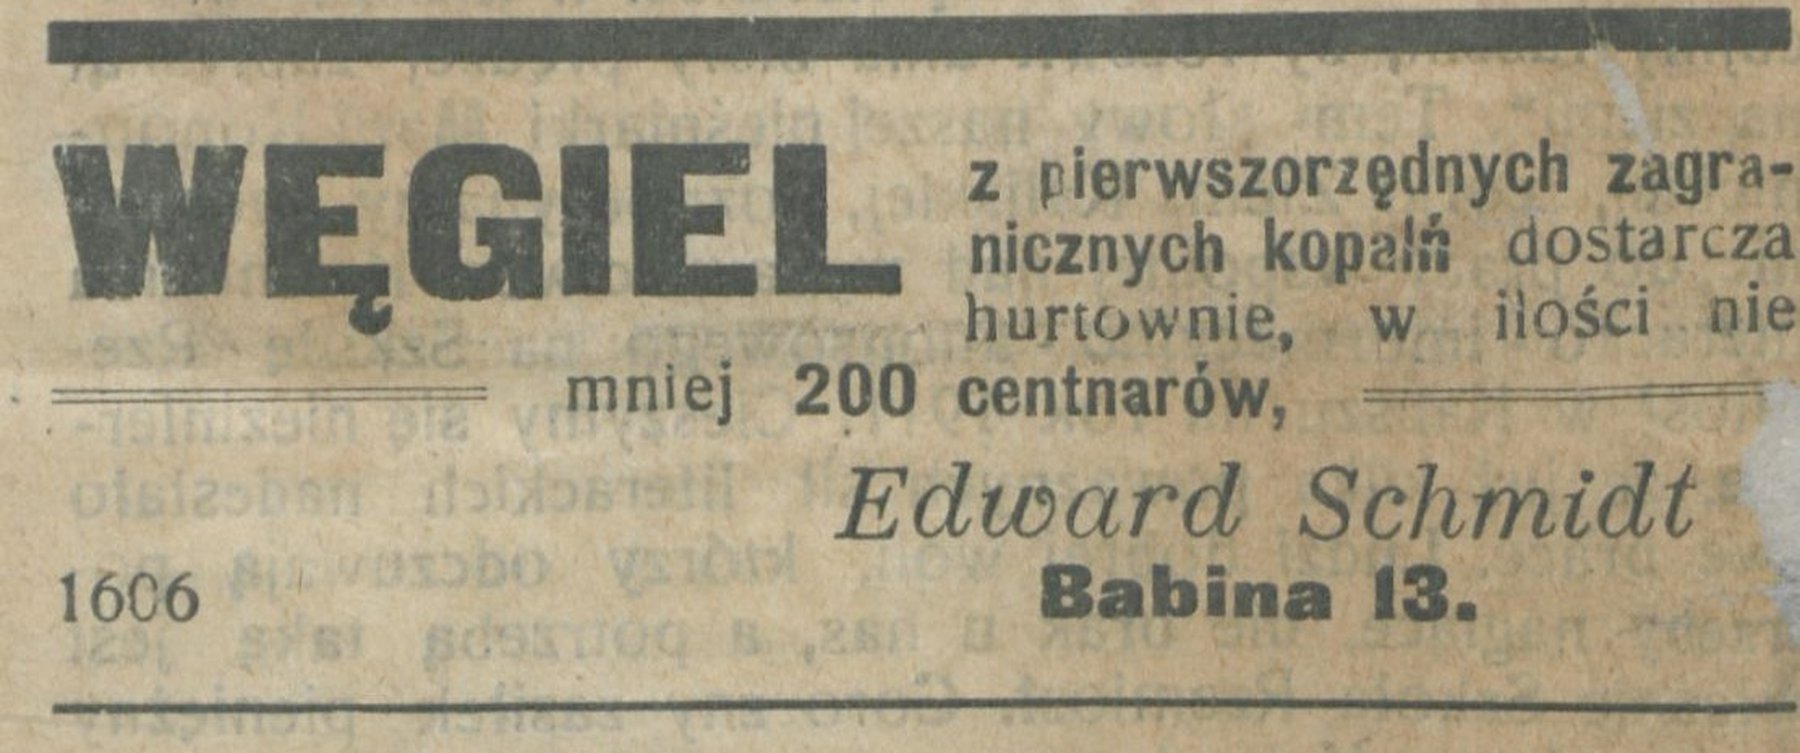 WĘGIEL
z pierwszorzędnych zagra-
nicznych kopalń dostarcza
hurtownie, w ilości nie
mniej 200 centnarów,
Edward Schmidt
1606
Babina 13.